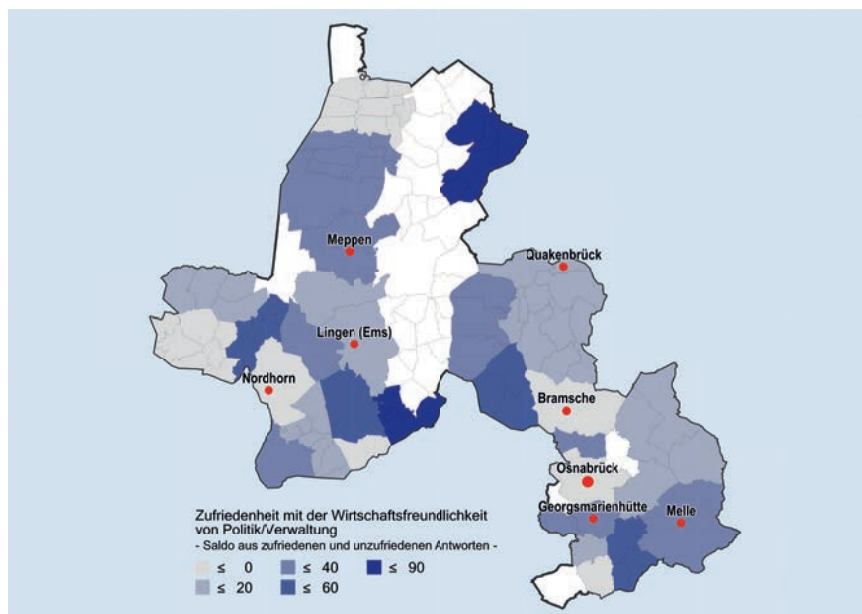 Meppen
Quakenbrück
Lingen (Ems)
Nordhorn
Bramsche
Osnabrück
Georgsmarienhütte
Melle
Zufriedenheit mit der Wirtschaftsfreundlichkeit
von Politik/Verwaltung
- Saldo aus zufriedenen und unzufriedenen Antworten -
≤ 0 ≤ 40 ≤ 90
≤ 20 ≤ 60